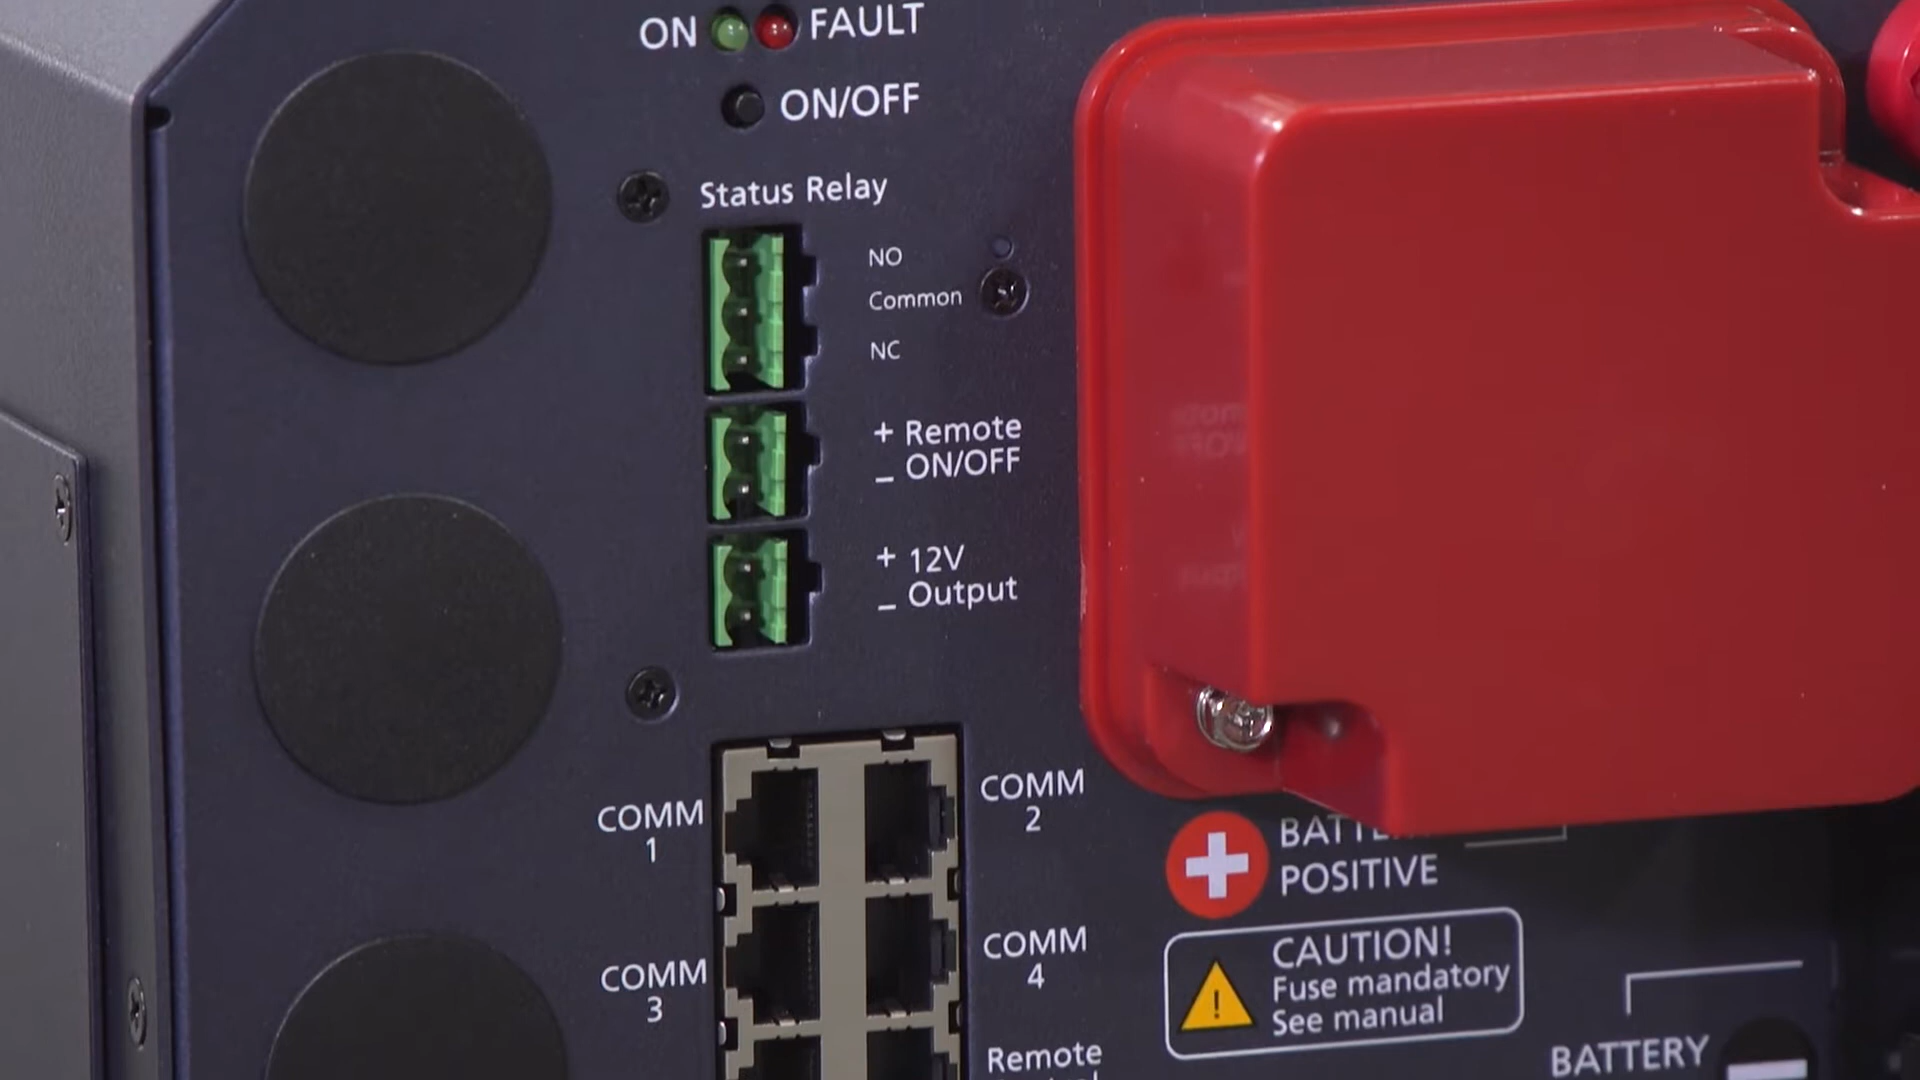 ON FAULT
ON/OFF
Status Relay
NO
Common
NC
+ Remote
– ON/OFF
+ 12V
– Output
COMM
1
COMM
2
COMM
3
COMM
4
Remote
POSITIVE
CAUTION!
Fuse mandatory
See manual
BATTERY